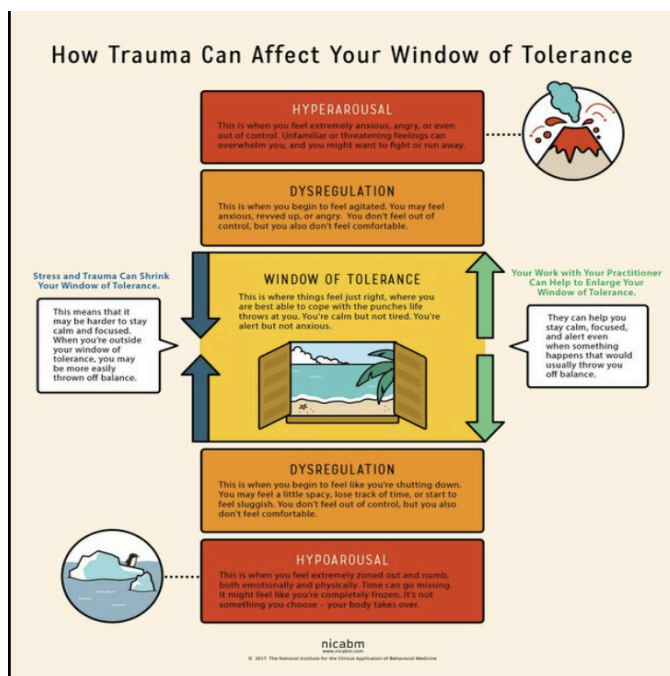 How Trauma Can Affect Your Window of Tolerance
HYPERAROUSAL
This is when you feel extremely anxious, angry, or even
out of control. Unfamiliar or threatening feelings can
overwhelm you, and you might want to fight or run away.
DYSREGULATION
This is when you begin to feel agitated. You may feel
anxious, revved up, or angry. You don't feel out of
control, but you also don't feel comfortable.
Stress and Trauma Can Shrink
Your Window of Tolerance.
This means that it
may be harder to stay
calm and focused.
When you're outside
your window of
tolerance, you may
be more easily
thrown off balance.
WINDOW OF TOLERANCE
This is where things feel just right, where you
are best able to cope with the punches life
throws at you. You're calm but not tired. You're
alert but not anxious.
Your Work with Your Practitioner
Can Help to Enlarge Your
Window of Tolerance.
They can help you
stay calm, focused,
and alert even
when something
happens that would
usually throw you
off balance.
DYSREGULATION
This is when you begin to feel like you're shutting down.
You may feel a little spacy, lose track of time, or start to
feel sluggish. You don't feel out of control, but you also
don't feel comfortable.
HYPOAROUSAL
This is when you feel extremely zoned out and numb,
both emotionally and physically. Time can go missing.
It might feel like you're completely frozen. It's not
something you choose – your body takes over.
nicabm
www.nicabm.com
© 2017 The National Institute for the Clinical Application of Behavioral Medicine